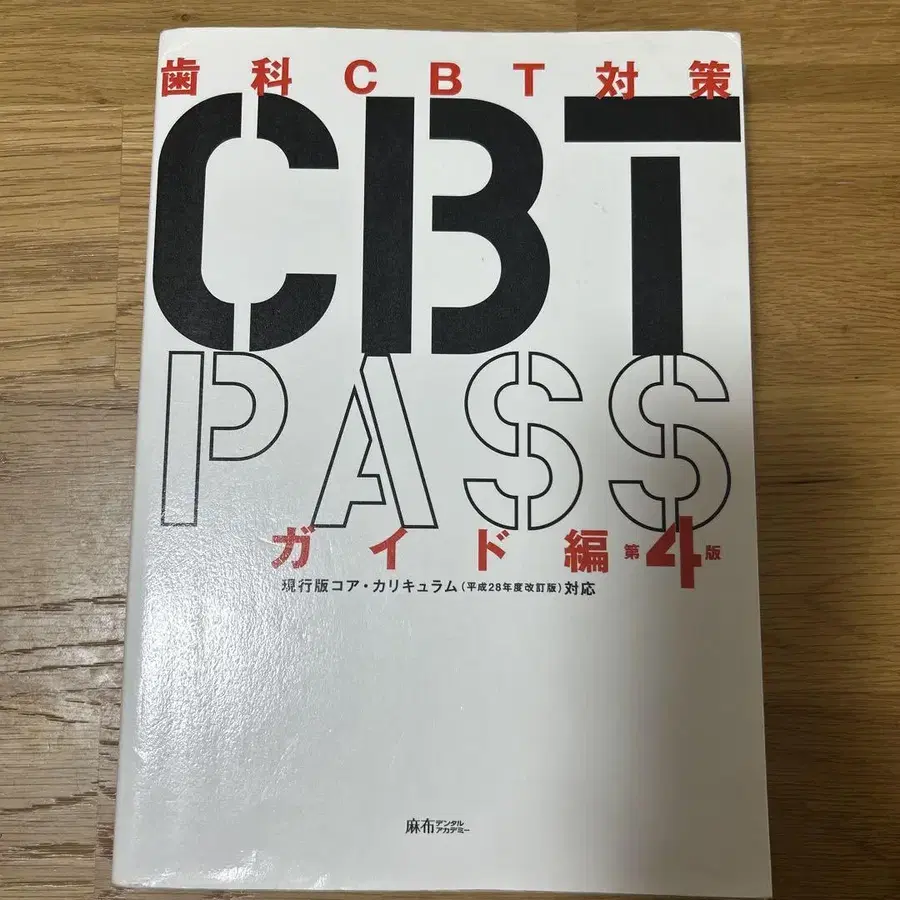 歯科CBT対策
CBT
PASS
ガイド編 第4版
現行版コア・カリキュラム(平成28年度改訂版)対応
麻布デンタルアカデミー